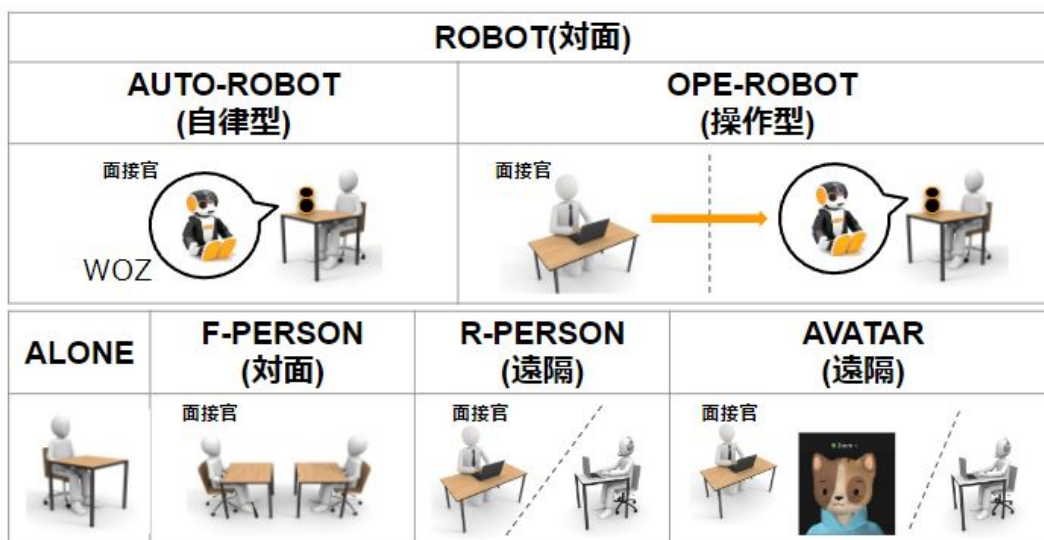 ROBOT(対面)
AUTO-ROBOT
(自律型)
OPE-ROBOT
(操作型)
面接官
WOZ
面接官
ALONE
F-PERSON
(対面)
R-PERSON
(遠隔)
AVATAR
(遠隔)
面接官
面接官
面接官